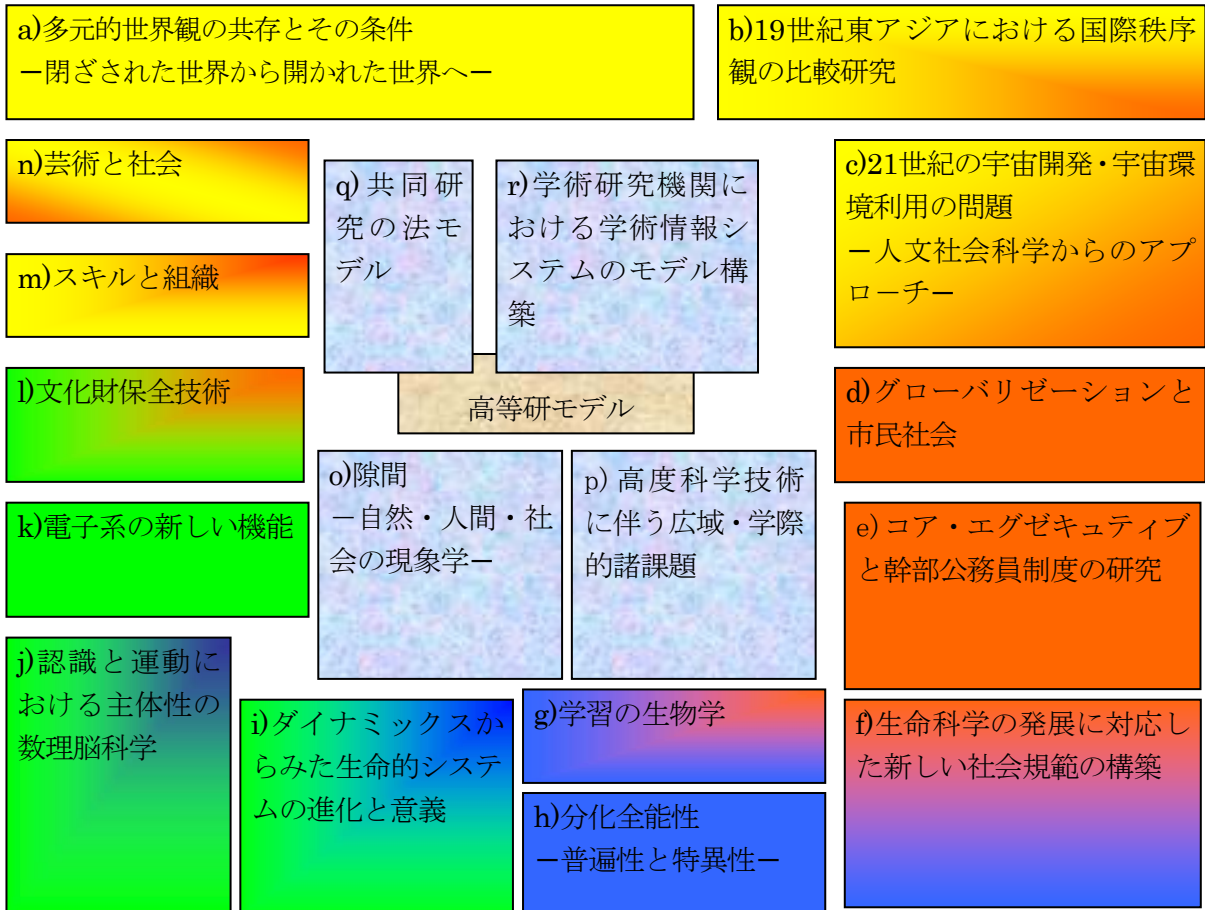 a)多元的世界観の共存とその条件
－閉ざされた世界から開かれた世界へ－
b)19世紀東アジアにおける国際秩序
観の比較研究
n)芸術と社会
q)共同研
究の法モ
デル
r)学術研究機関に
おける学術情報シ
ステムのモデル構
築
c)21世紀の宇宙開発・宇宙環
境利用の問題
－人文社会科学からのアプ
ローチ－
m)スキルと組織
l)文化財保全技術
高等研モデル
d)グローバリゼーションと
市民社会
o)隙間
－自然・人間・社
会の現象学－
p)高度科学技術
に伴う広域・学際
的諸課題
k)電子系の新しい機能
e)コア・エグゼキュティブ
と幹部公務員制度の研究
j)認識と運動に
おける主体性の
数理脳科学
i)ダイナミックスか
らみた生命的システ
ムの進化と意義
g)学習の生物学
h)分化全能性
－普遍性と特異性－
f)生命科学の発展に対応し
た新しい社会規範の構築